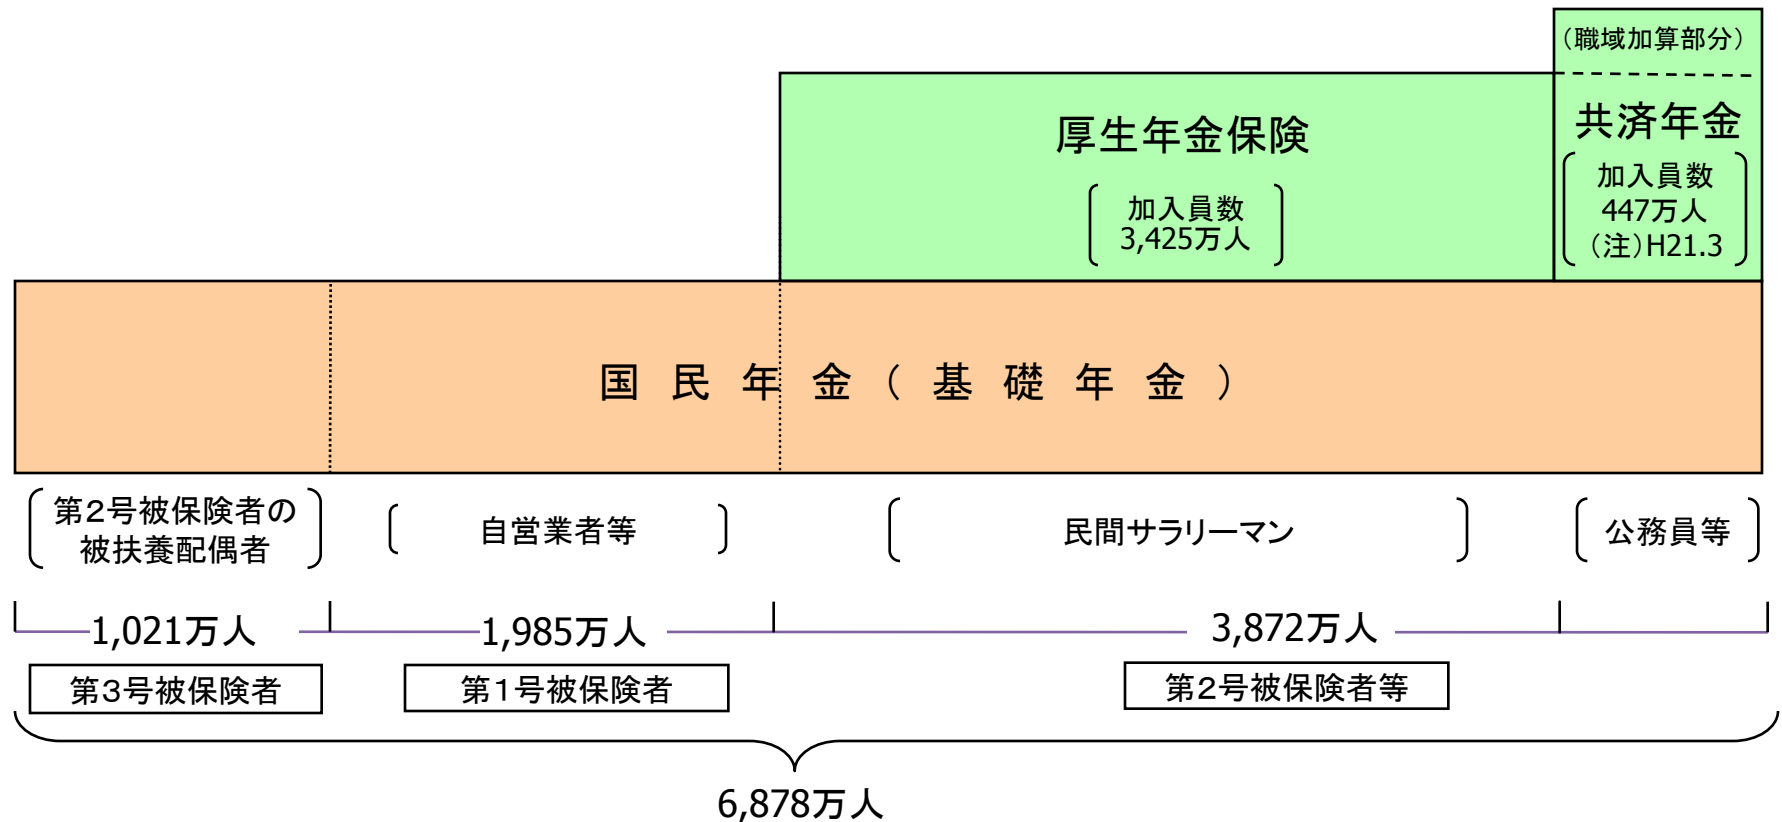 （職域加算部分）
厚生年金保険
共済年金
加入員数
3,425万人
加入員数
447万人
（注）H21.3
国民年金（基礎年金）
第２号被保険者の
被扶養配偶者
自営業者等
民間サラリーマン
公務員等
1,021万人
1,985万人
3,872万人
第３号被保険者
第１号被保険者
第２号被保険者等
6,878万人